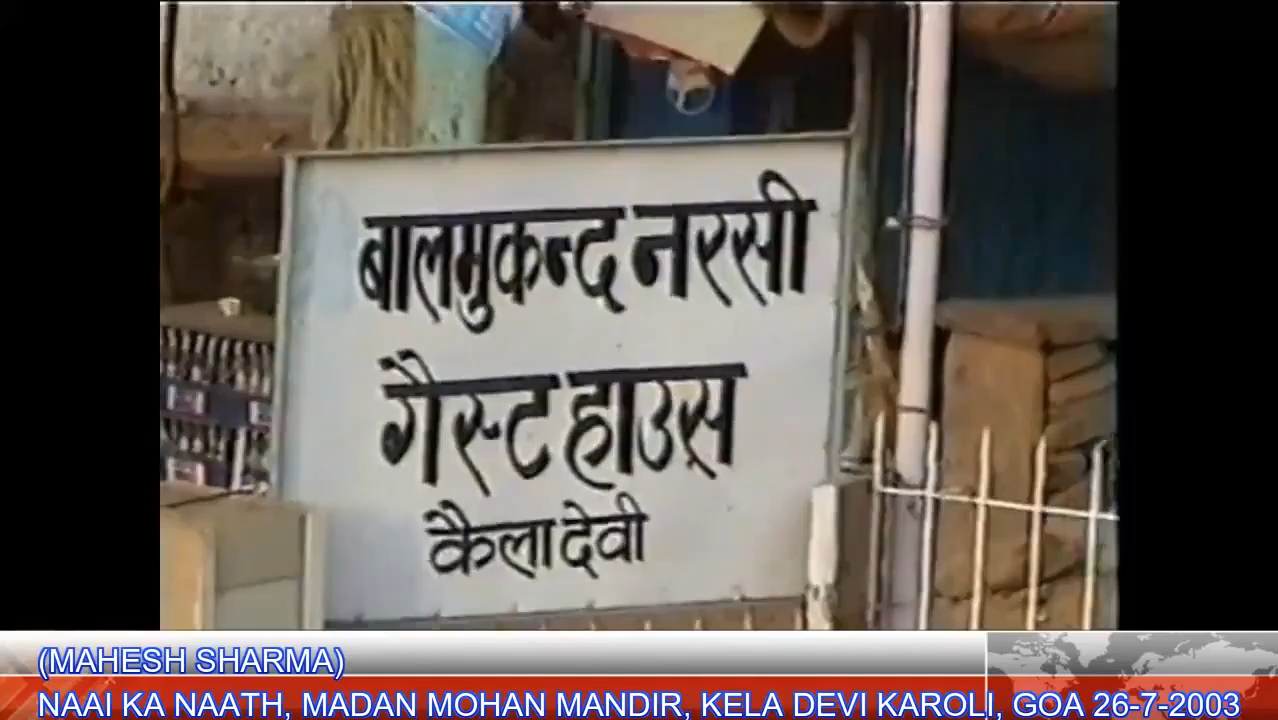 बालमुकन्द नरसी
गैस्ट हाउस
कैला देवी
(MAHESH SHARMA)
NAAI KA NAATH, MADAN MOHAN MANDIR, KELA DEVI KAROLI, GOA 26-7-2003